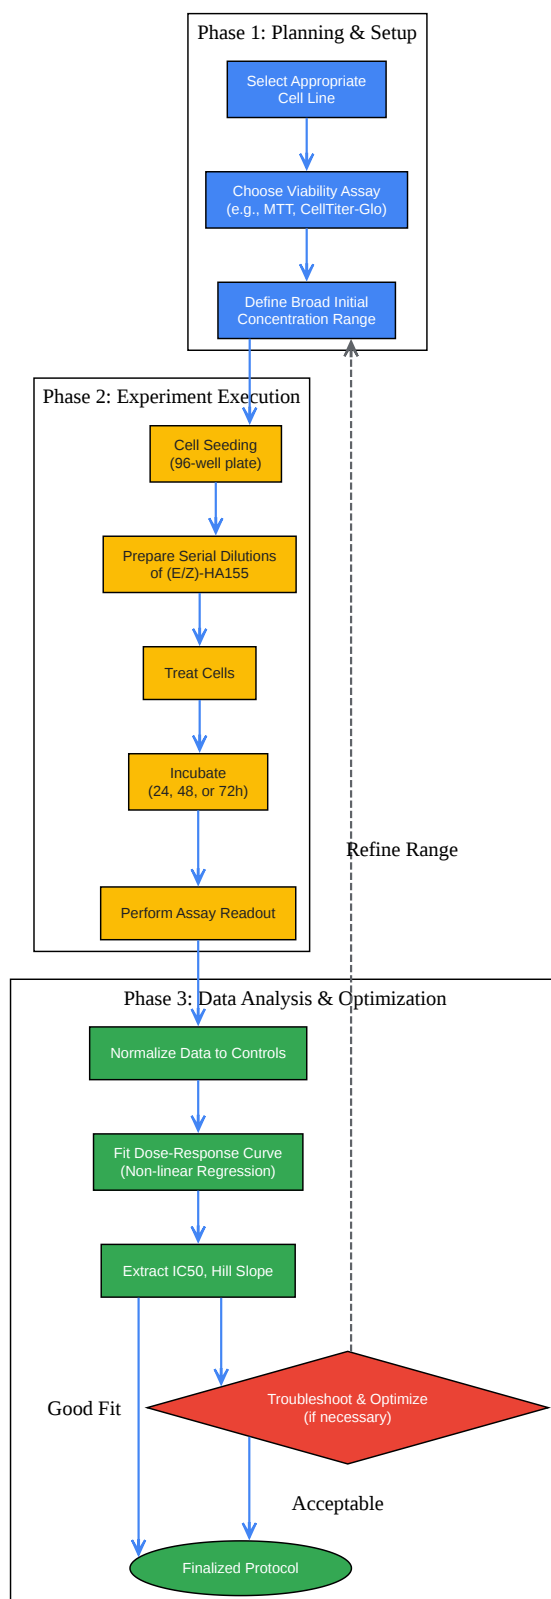 Phase 1: Planning & Setup
Select Appropriate
Cell Line
Choose Viability Assay
(e.g., MTT, CellTiter-Glo)
Define Broad Initial
Concentration Range
Phase 2: Experiment Execution
Cell Seeding
(96-well plate)
Prepare Serial Dilutions
of (E/Z)-HA155
Treat Cells
Incubate
(24, 48, or 72h)
Refine Range
Perform Assay Readout
Phase 3: Data Analysis & Optimization
Normalize Data to Controls
Fit Dose-Response Curve
(Non-linear Regression)
Extract IC50, Hill Slope
Troubleshoot & Optimize
(if necessary)
Good Fit
Acceptable
Finalized Protocol